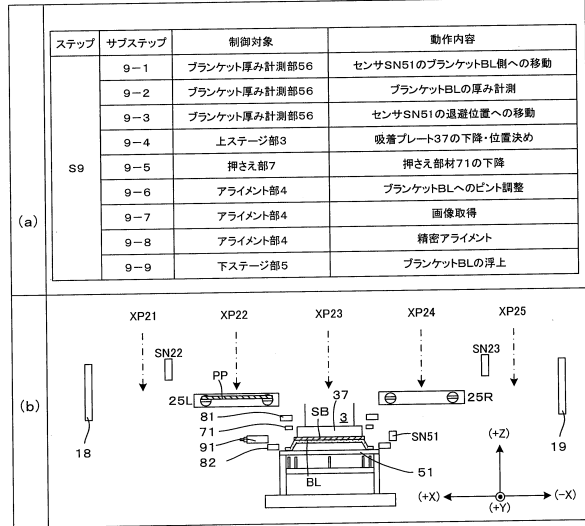 (a)
ステップ サブステップ 制御対象 動作内容
S9
9－1 ブランケット厚み計測部56 センサSN51のブランケットBL側への移動
9－2 ブランケット厚み計測部56 ブランケットBLの厚み計測
9－3 ブランケット厚み計測部56 センサSN51の退避位置への移動
9－4 上ステージ部3 吸着プレート37の下降・位置決め
9－5 押さえ部7 押さえ部材71の下降
9－6 アライメント部4 ブランケットBLへのピント調整
9－7 アライメント部4 画像取得
9－8 アライメント部4 精密アライメント
9－9 下ステージ部5 ブランケットBLの浮上
(b)
XP21 XP22 XP23 XP24 XP25
SN22 SN23
PP
25L 37 25R
81 SB 3
71 SN51
91
82 51
18 BL 19
(+Z)
(+X) (+Y) (-X)